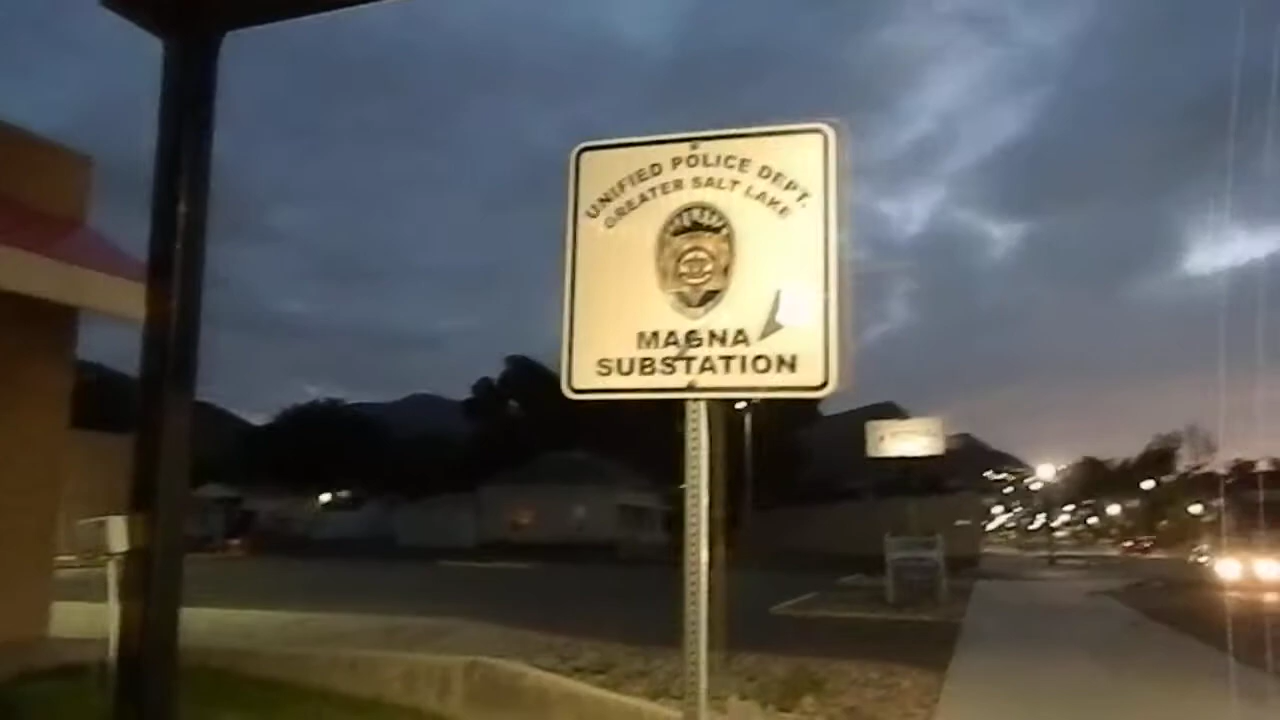 UNIFIED POLICE DEPT.
GREATER SALT LAKE
MAGNA
SUBSTATION